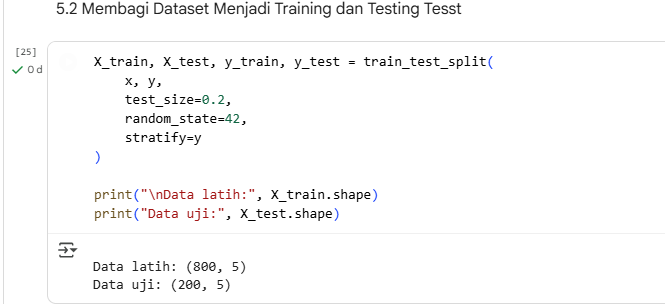 5.2 Membagi Dataset Menjadi Training dan Testing Tesst
[25]
0 d
X_train, X_test, y_train, y_test = train_test_split(
    x, y,
    test_size=0.2,
    random_state=42,
    stratify=y
)
print("\nData latih:", X_train.shape)
print("Data uji:", X_test.shape)
Data latih: (800, 5)
Data uji: (200, 5)